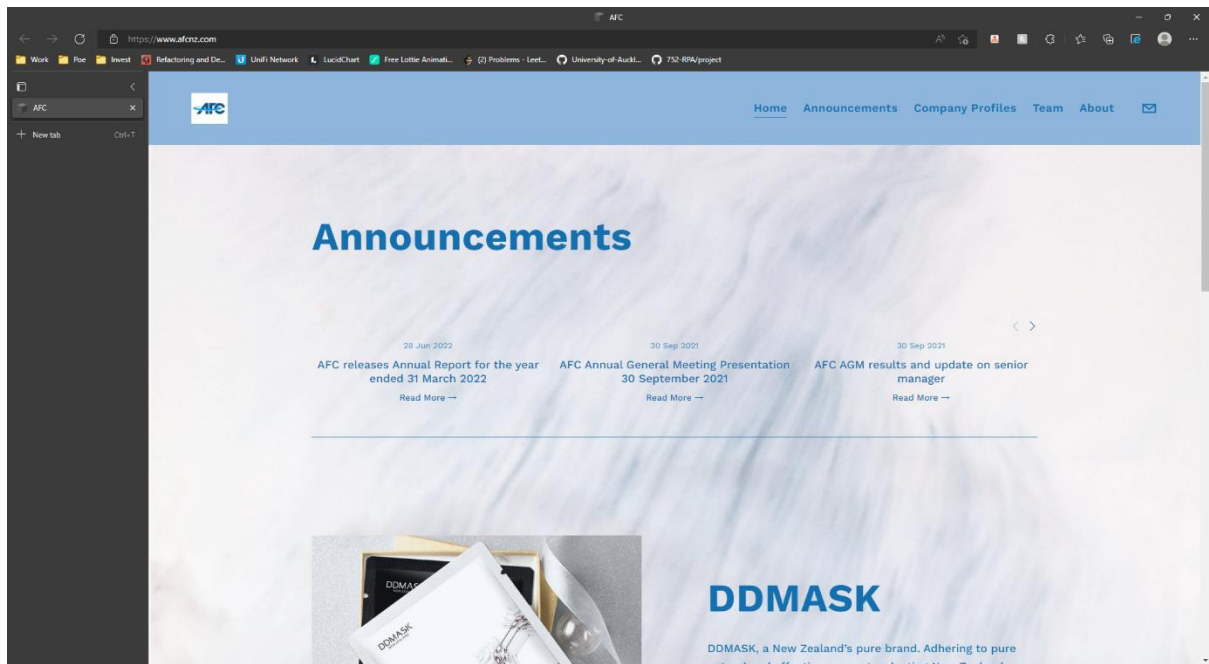 AFC
https://www.afcnz.com
Work Poe Invest Refactoring and De... UniFi Network LucidChart Free Lottie Animati... (2) Problems - Leet... University-of-Auckl... 752-RPA/project
AFC
New tab Ctrl+T
AFC
Home Announcements Company Profiles Team About
Announcements
28 Jun 2022
AFC releases Annual Report for the year
ended 31 March 2022
Read More →
30 Sep 2021
AFC Annual General Meeting Presentation
30 September 2021
Read More →
30 Sep 2021
AFC AGM results and update on senior
manager
Read More →
DDMASK
DDMASK
DDMASK, a New Zealand's pure brand. Adhering to pure